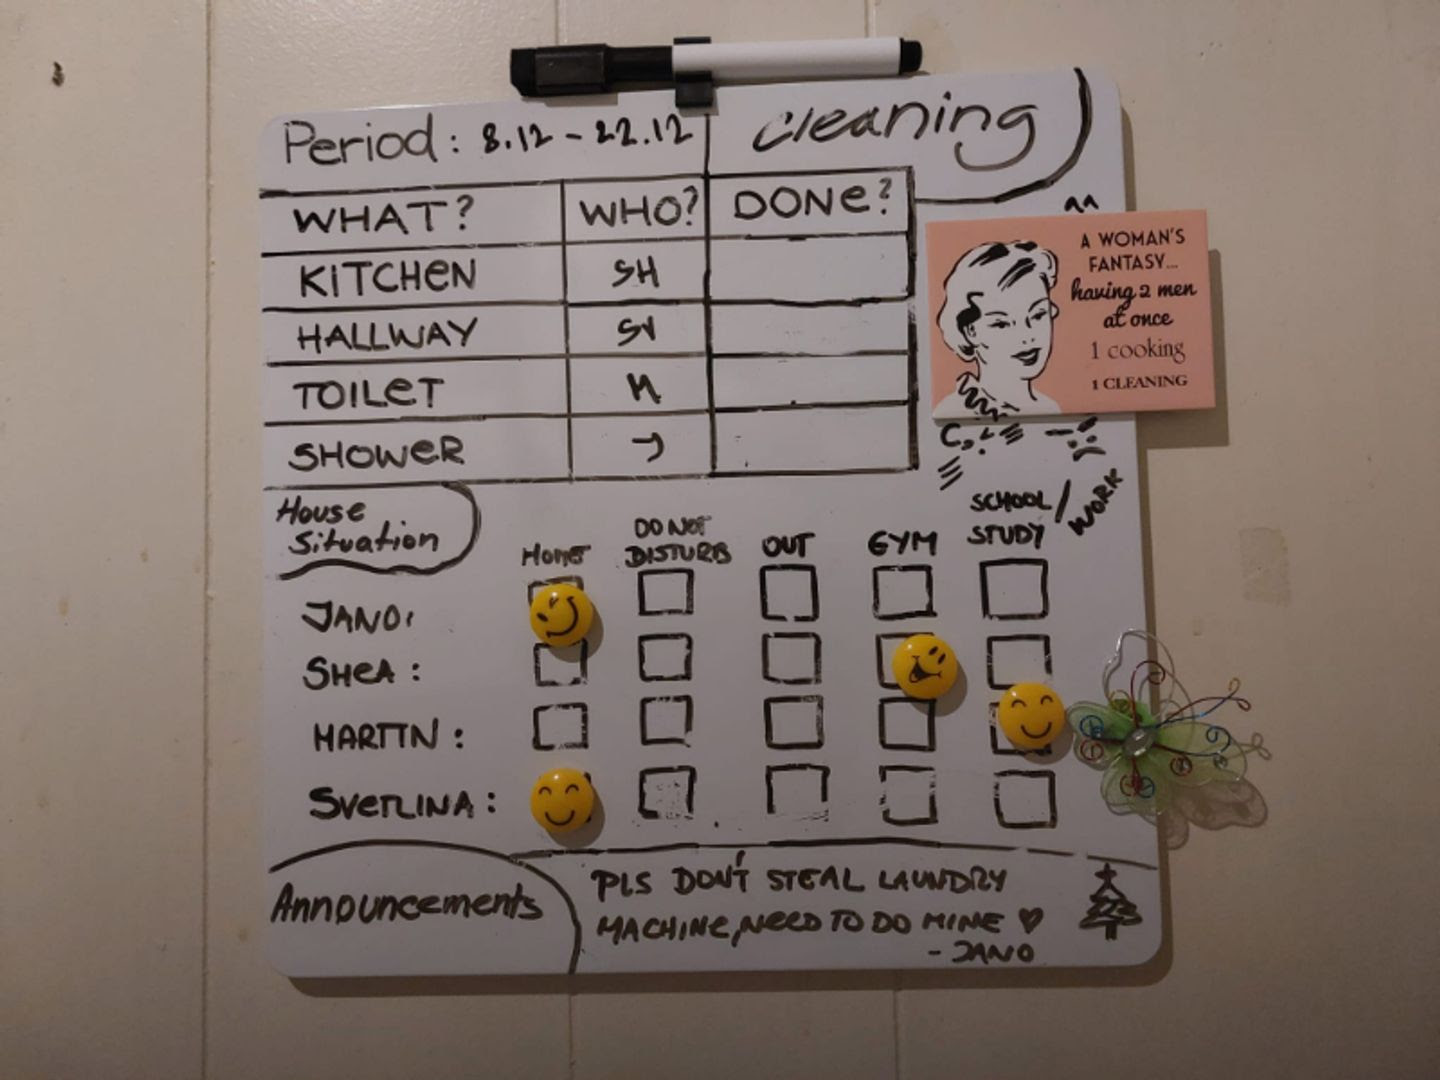 Period: 8.12 - 22.12
Cleaning
WHAT? WHO? DONe?
KITCHeN SH
HALLWAY SV
TOILeT M
SHOWeR J
A WOMAN'S
FANTASY...
having 2 men
at once
1 cooking
1 CLEANING
House
Situation
HOMe
DO NOT
DISTURB
OUT
GYM
SCHOOL/
STUDY
WORK
JANO:
SHeA:
MARTIN:
SVeTLINA:
Announcements
PLS DON'T STEAL LAUNDRY
MACHINe, NeeD TO DO MINe ♡
- JANO